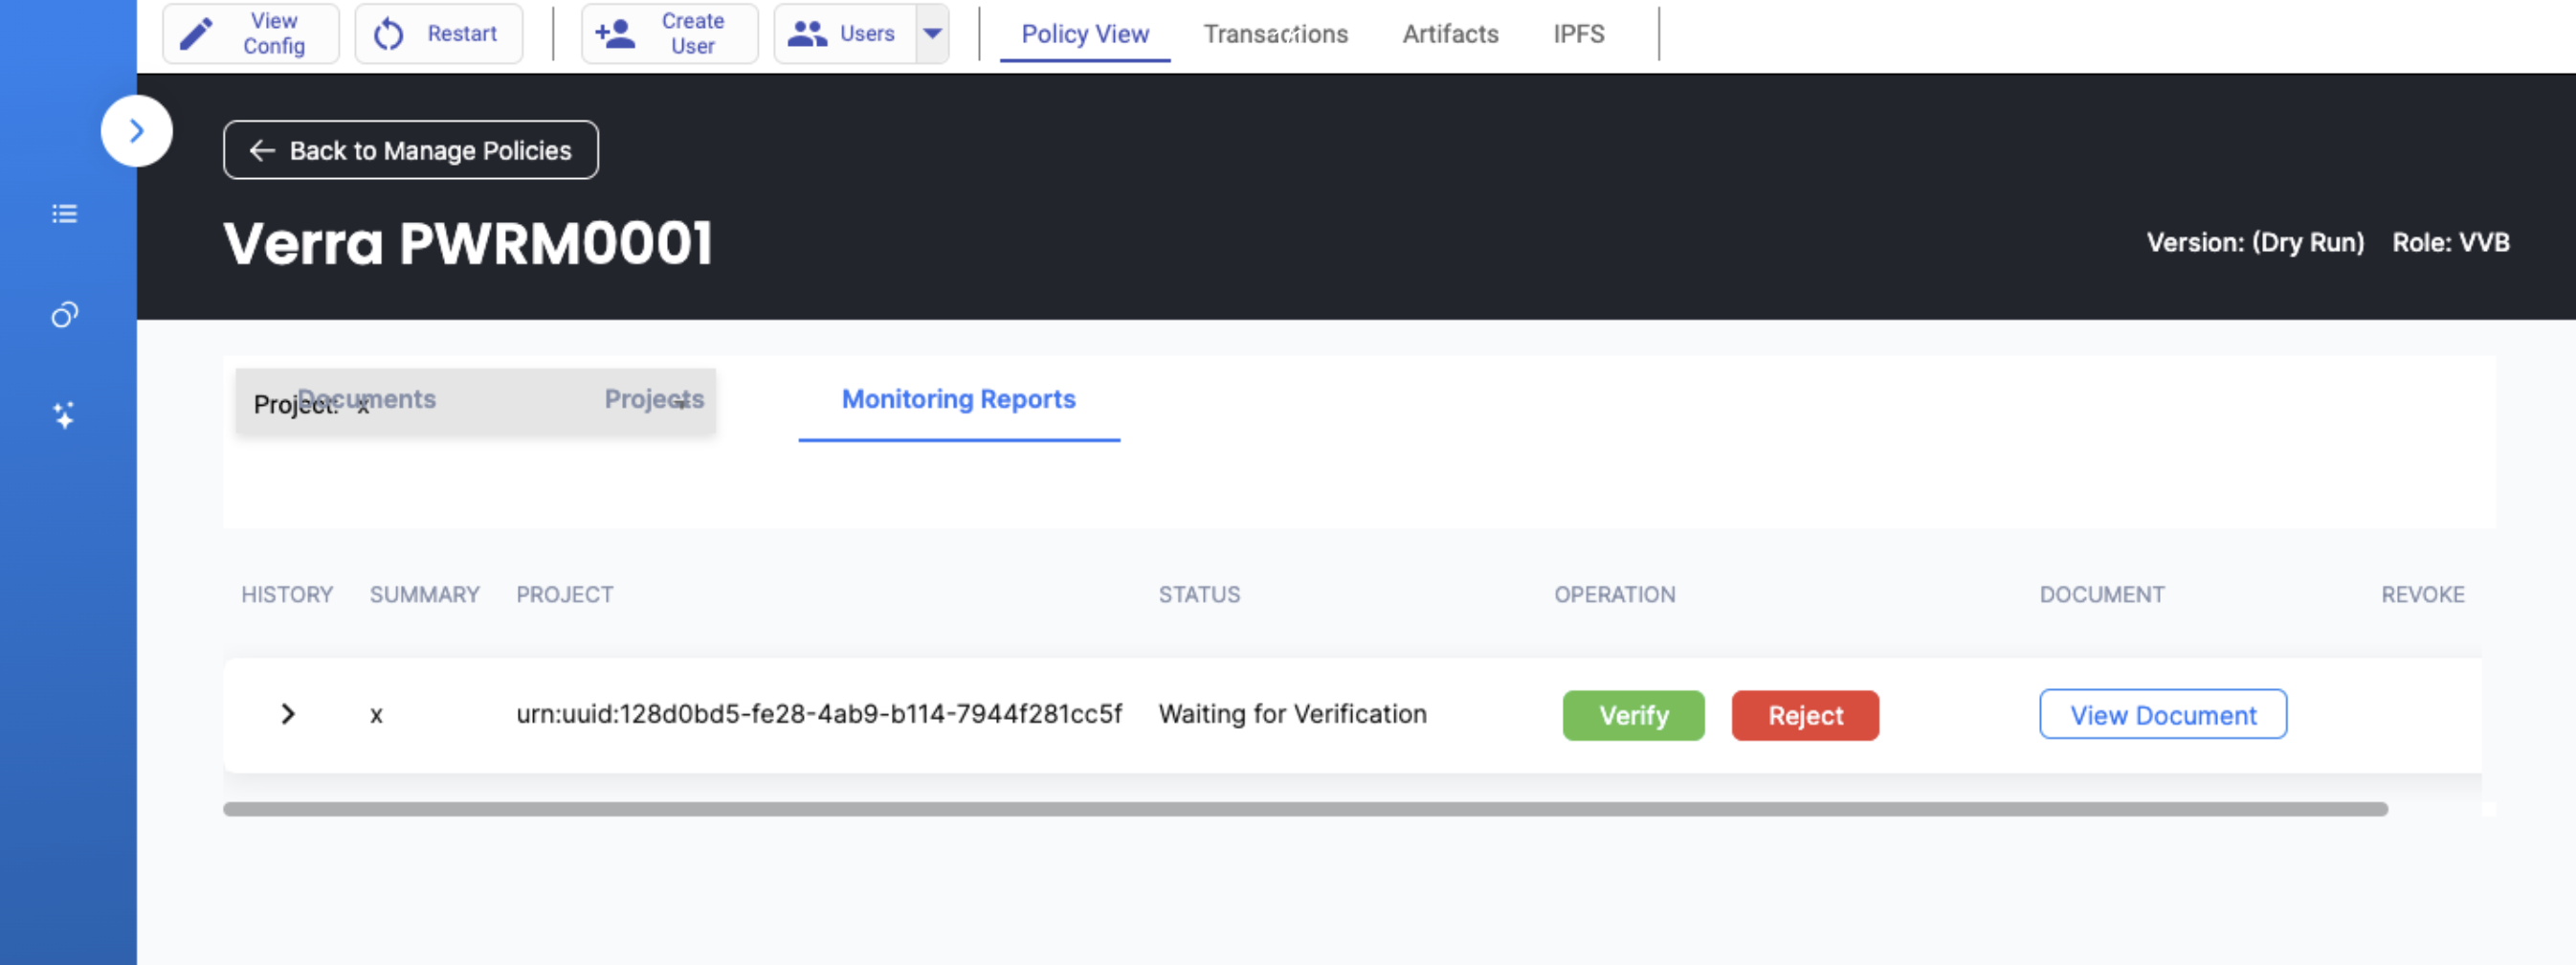 View Config
Restart
Create User
Users
Policy View
Transactions
Artifacts
IPFS
Back to Manage Policies
Verra PWRM0001
Version: (Dry Run) Role: VVB
Project: x
Documents
Projects
Monitoring Reports
HISTORY SUMMARY PROJECT STATUS OPERATION DOCUMENT REVOKE
x urn:uuid:128d0bd5-fe28-4ab9-b114-7944f281cc5f Waiting for Verification Verify Reject View Document